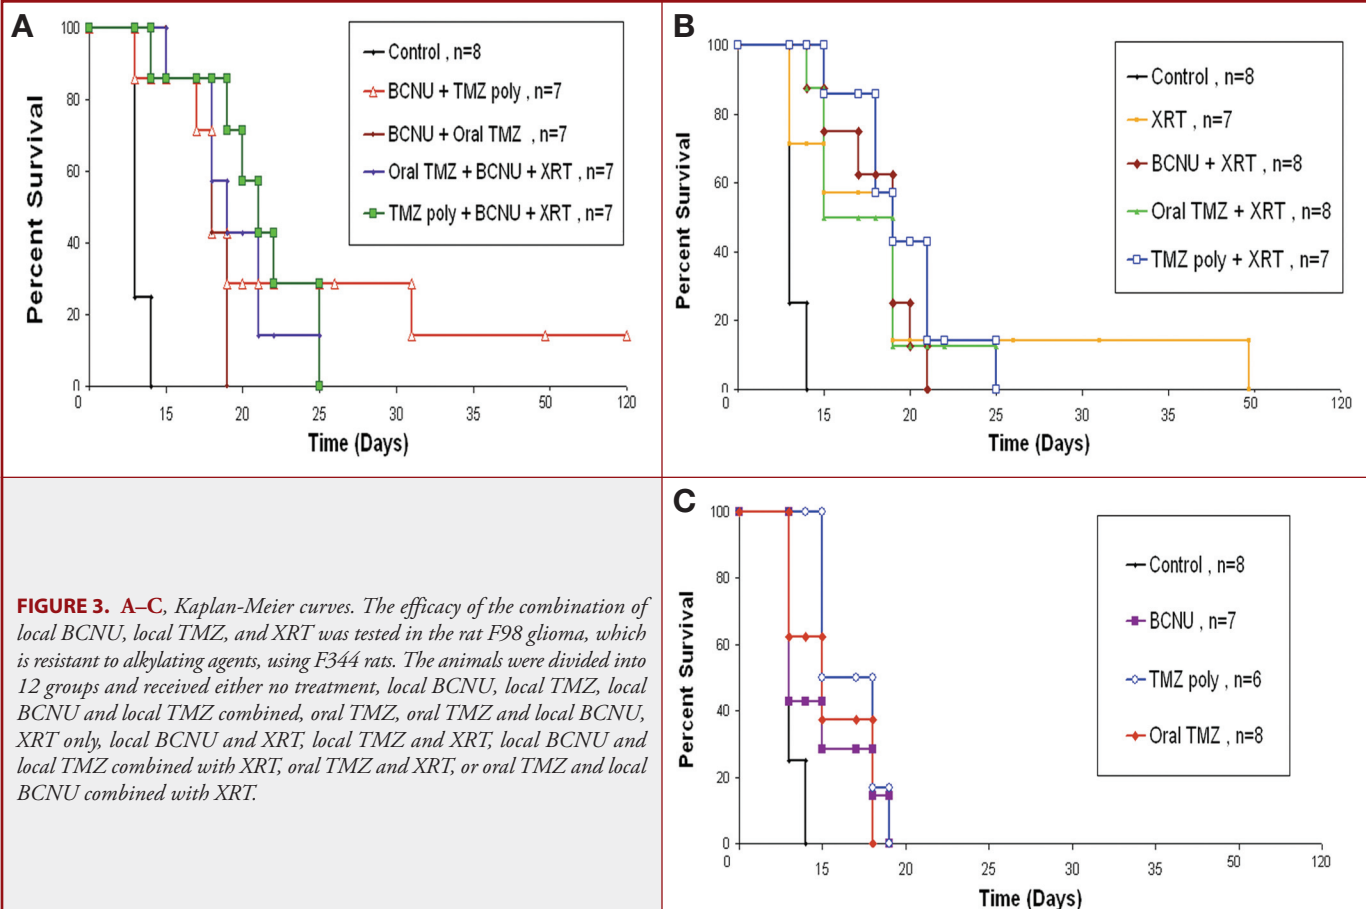 A
100
80
60
40
20
0
0 15 20 25 30 35 50 120
Percent Survival
Time (Days)
Control , n=8
BCNU + TMZ poly , n=7
BCNU + Oral TMZ , n=7
Oral TMZ + BCNU + XRT , n=7
TMZ poly + BCNU + XRT , n=7
B
100
80
60
40
20
0
0 15 20 25 30 35 50 120
Percent Survival
Time (Days)
Control , n=8
XRT , n=7
BCNU + XRT , n=8
Oral TMZ + XRT , n=8
TMZ poly + XRT , n=7
FIGURE 3. A–C, Kaplan-Meier curves. The efficacy of the combination of
local BCNU, local TMZ, and XRT was tested in the rat F98 glioma, which
is resistant to alkylating agents, using F344 rats. The animals were divided into
12 groups and received either no treatment, local BCNU, local TMZ, local
BCNU and local TMZ combined, oral TMZ, oral TMZ and local BCNU,
XRT only, local BCNU and XRT, local TMZ and XRT, local BCNU and
local TMZ combined with XRT, oral TMZ and XRT, or oral TMZ and local
BCNU combined with XRT.
C
100
80
60
40
20
0
0 15 20 25 30 35 50 120
Percent Survival
Time (Days)
Control , n=8
BCNU , n=7
TMZ poly , n=6
Oral TMZ , n=8